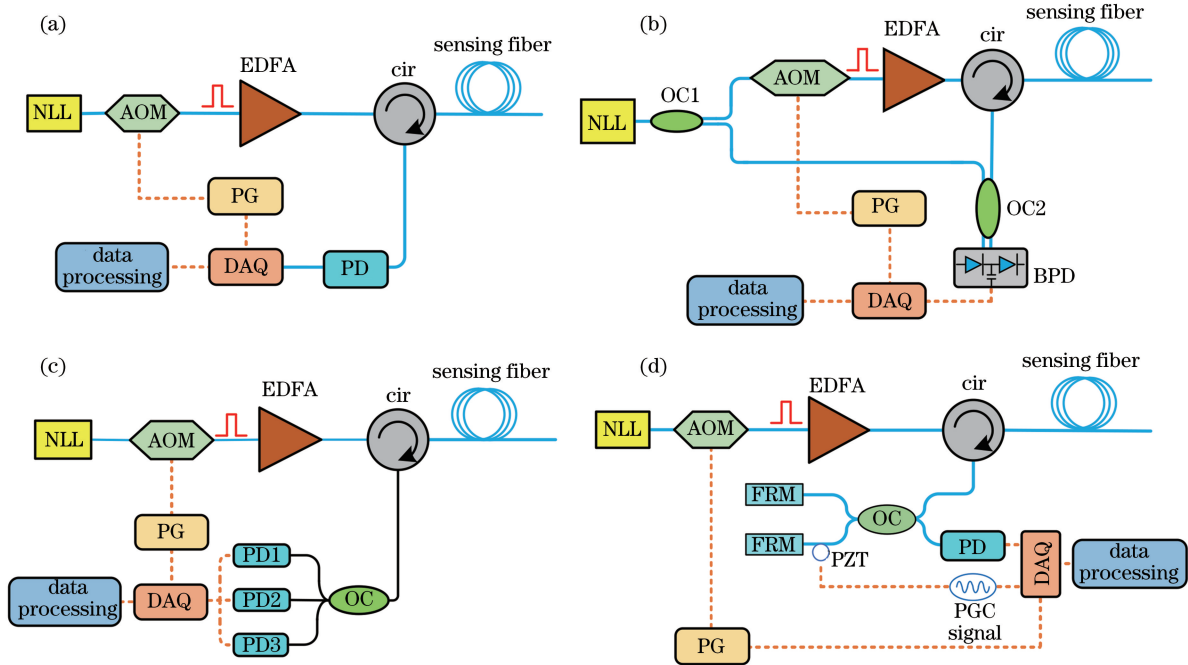 (a)
sensing fiber
EDFA
cir
NLL
AOM
PG
data
processing
DAQ
PD
(b)
sensing fiber
EDFA
cir
AOM
OC1
NLL
OC2
PG
BPD
data
processing
DAQ
(c)
sensing fiber
EDFA
cir
NLL
AOM
PG
PD1
data
processing
DAQ
PD2
OC
PD3
(d)
sensing fiber
EDFA
cir
NLL
AOM
FRM
OC
FRM
PD
DAQ
data
processing
PZT
PGC
signal
PG